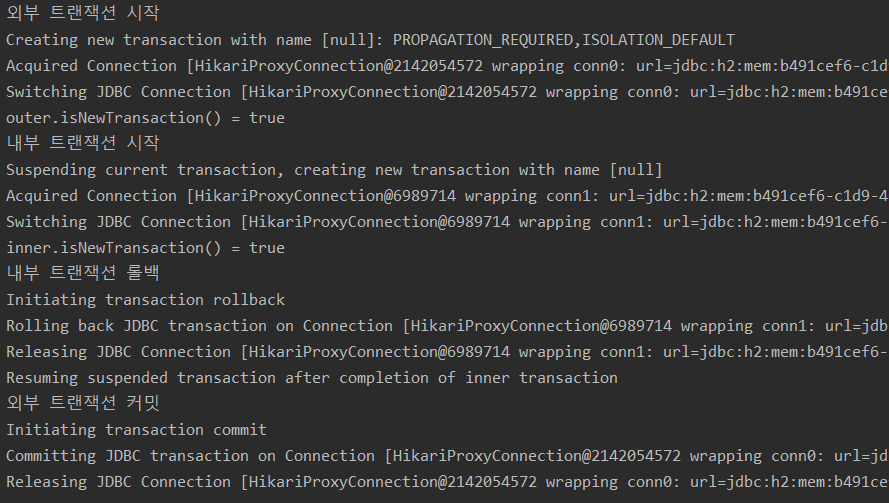 외부 트랜잭션 시작
Creating new transaction with name [null]: PROPAGATION_REQUIRED,ISOLATION_DEFAULT
Acquired Connection [HikariProxyConnection@2142054572 wrapping conn0: url=jdbc:h2:mem:b491cef6-c1d
Switching JDBC Connection [HikariProxyConnection@2142054572 wrapping conn0: url=jdbc:h2:mem:b491ce
outer.isNewTransaction() = true
내부 트랜잭션 시작
Suspending current transaction, creating new transaction with name [null]
Acquired Connection [HikariProxyConnection@6989714 wrapping conn1: url=jdbc:h2:mem:b491cef6-c1d9-4
Switching JDBC Connection [HikariProxyConnection@6989714 wrapping conn1: url=jdbc:h2:mem:b491cef6-
inner.isNewTransaction() = true
내부 트랜잭션 롤백
Initiating transaction rollback
Rolling back JDBC transaction on Connection [HikariProxyConnection@6989714 wrapping conn1: url=jdb
Releasing JDBC Connection [HikariProxyConnection@6989714 wrapping conn1: url=jdbc:h2:mem:b491cef6-
Resuming suspended transaction after completion of inner transaction
외부 트랜잭션 커밋
Initiating transaction commit
Committing JDBC transaction on Connection [HikariProxyConnection@2142054572 wrapping conn0: url=jd
Releasing JDBC Connection [HikariProxyConnection@2142054572 wrapping conn0: url=jdbc:h2:mem:b491ce